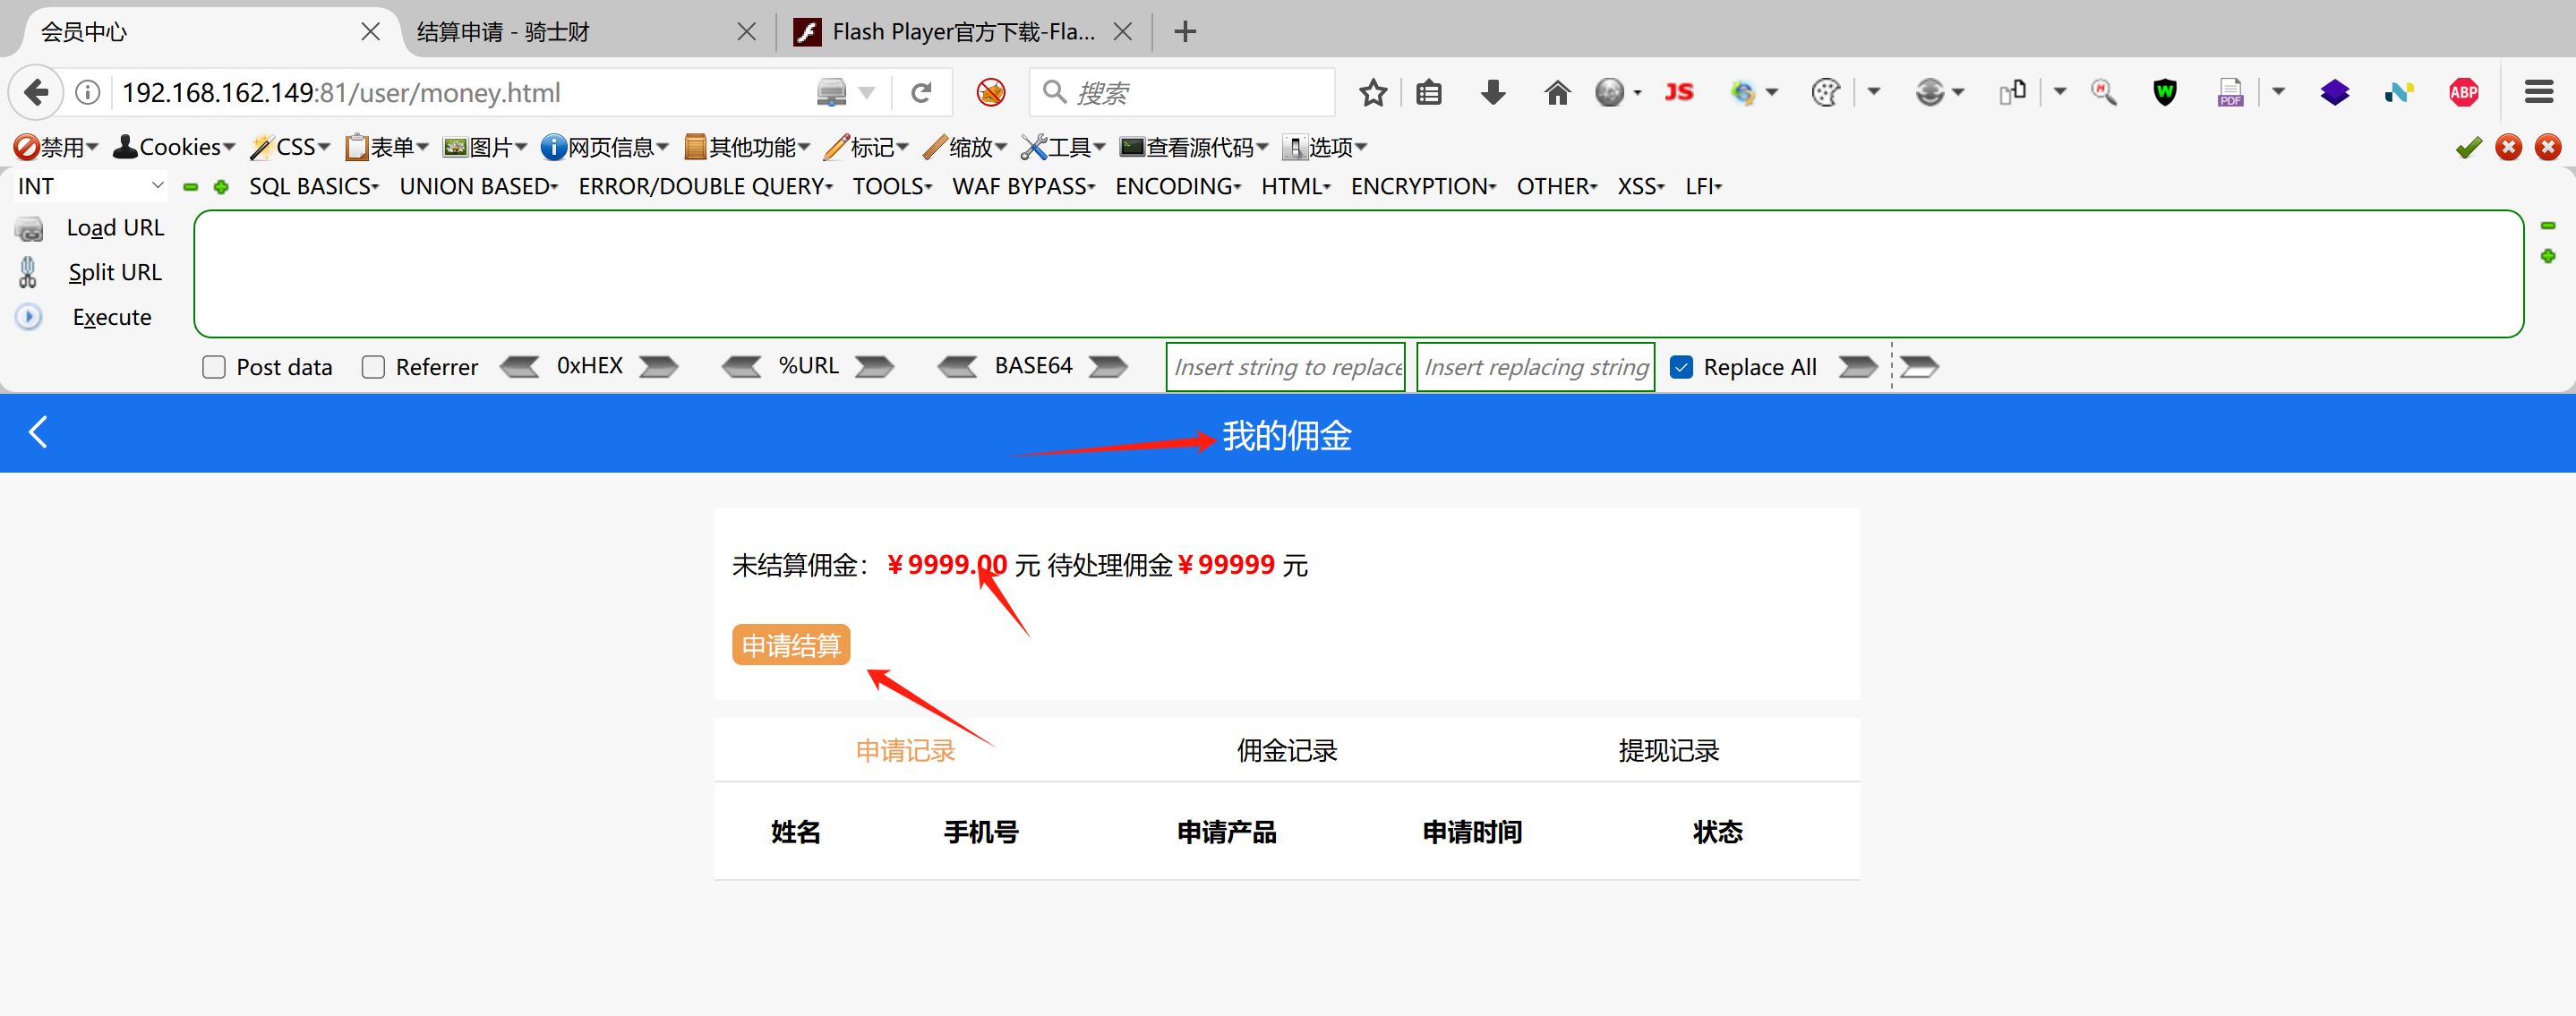 会员中心 结算申请 - 骑士财 Flash Player官方下载-Fla...
192.168.162.149:81/user/money.html 搜索 JS W PDF N ABP
禁用 Cookies CSS 表单 图片 网页信息 其他功能 标记 缩放 工具 查看源代码 选项
INT SQL BASICS UNION BASED ERROR/DOUBLE QUERY TOOLS WAF BYPASS ENCODING HTML ENCRYPTION OTHER XSS LFI
Load URL
Split URL
Execute
Post data Referrer 0xHEX %URL BASE64 Insert string to replace Insert replacing string Replace All
我的佣金
未结算佣金：￥9999.00 元 待处理佣金￥99999 元
申请结算
申请记录 佣金记录 提现记录
姓名 手机号 申请产品 申请时间 状态